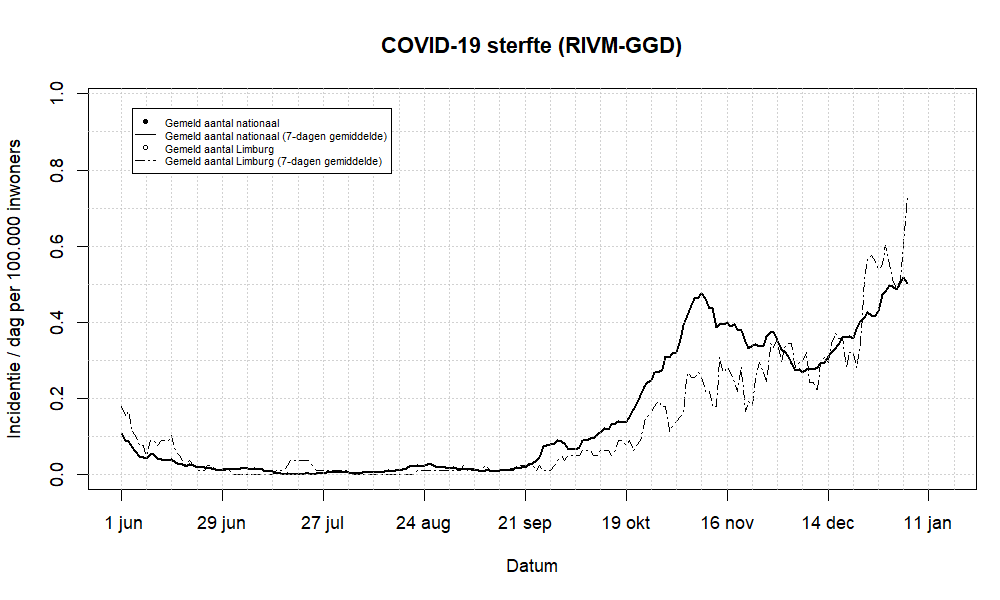 COVID-19 sterfte (RIVM-GGD)
Incidentie / dag per 100.000 inwoners
1.0
0.8
0.6
0.4
0.2
0.0
Gemeld aantal nationaal
Gemeld aantal nationaal (7-dagen gemiddelde)
Gemeld aantal Limburg
Gemeld aantal Limburg (7-dagen gemiddelde)
1 jun 29 jun 27 jul 24 aug 21 sep 19 okt 16 nov 14 dec 11 jan
Datum